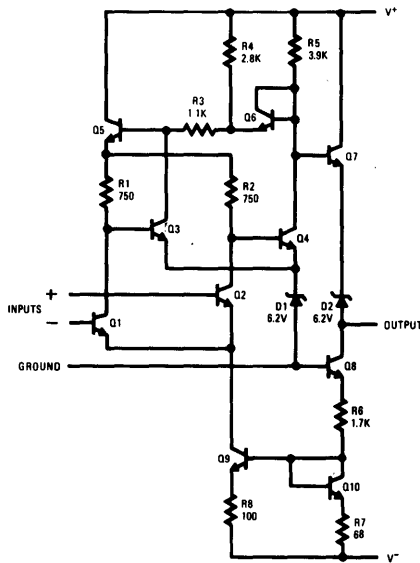 V+
R4
2.8K
R5
3.9K
R3
1.1K
Q6
Q5
Q7
R1
750
R2
750
Q3
Q4
+
Q2
D1
6.2V
D2
6.2V
INPUTS
OUTPUT
−
Q1
GROUND
Q8
R6
1.7K
Q9
Q10
R8
100
R7
68
V−